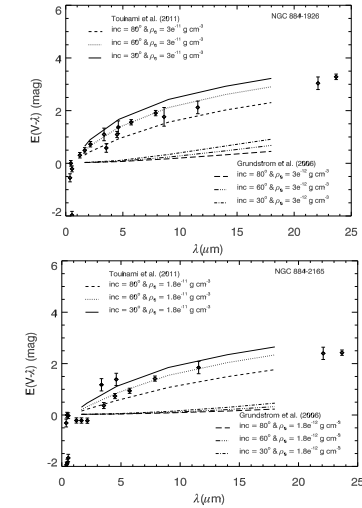 6
4
2
0
-2
E(V-λ) (mag)
Touhami et al. (2011)
NGC 884-1926
inc = 80° & ρ₀ = 3e⁻¹¹ g cm⁻³
inc = 60° & ρ₀ = 3e⁻¹¹ g cm⁻³
inc = 30° & ρ₀ = 3e⁻¹¹ g cm⁻³
Grundstrom et al. (2006)
inc = 80° & ρ₀ = 3e⁻¹² g cm⁻³
inc = 60° & ρ₀ = 3e⁻¹² g cm⁻³
inc = 30° & ρ₀ = 3e⁻¹² g cm⁻³
0 5 10 15 20 25
λ(μm)
6
4
2
0
-2
E(V-λ) (mag)
Touhami et al. (2011)
NGC 884-2165
inc = 80° & ρ₀ = 1.8e⁻¹¹ g cm⁻³
inc = 60° & ρ₀ = 1.8e⁻¹¹ g cm⁻³
inc = 30° & ρ₀ = 1.8e⁻¹¹ g cm⁻³
Grundstrom et al. (2006)
inc = 80° & ρ₀ = 1.8e⁻¹² g cm⁻³
inc = 60° & ρ₀ = 1.8e⁻¹² g cm⁻³
inc = 30° & ρ₀ = 1.8e⁻¹² g cm⁻³
0 5 10 15 20 25
λ(μm)